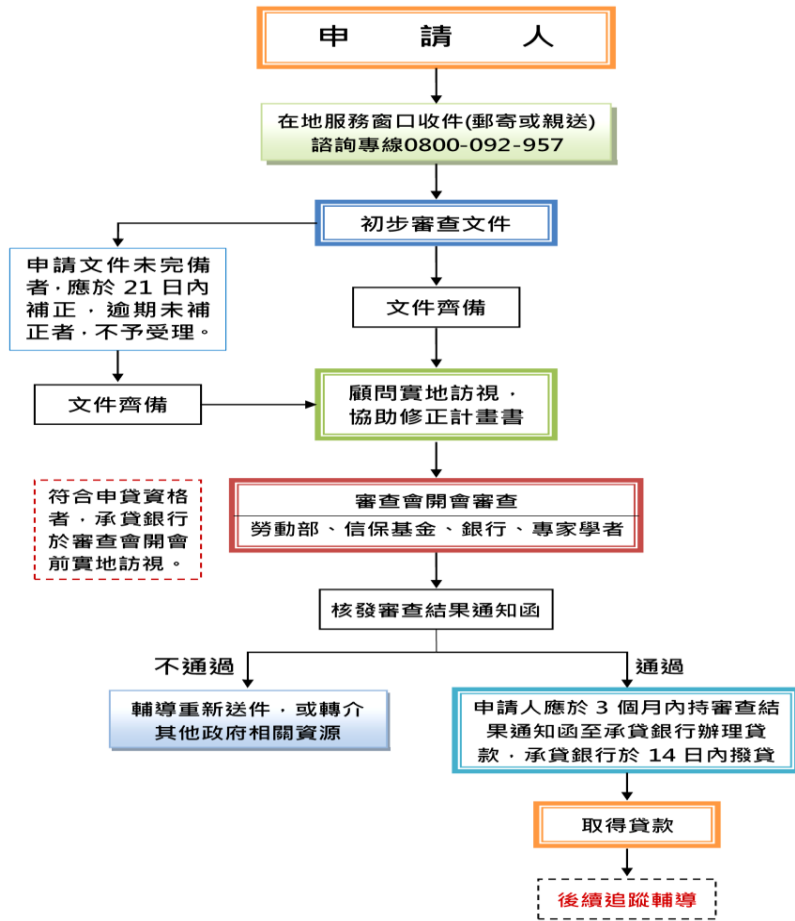 申請人
在地服務窗口收件(郵寄或親送)
諮詢專線0800-092-957
初步審查文件
申請文件未完備
者，應於 21 日內
補正，逾期未補
正者，不予受理。
文件齊備
文件齊備
顧問實地訪視，
協助修正計畫書
符合申貸資格
者，承貸銀行
於審查會開會
前實地訪視。
審查會開會審查
勞動部、信保基金、銀行、專家學者
核發審查結果通知函
不通過
通過
輔導重新送件，或轉介
其他政府相關資源
申請人應於 3 個月內持審查結
果通知函至承貸銀行辦理貸
款，承貸銀行於 14 日內撥貸
取得貸款
後續追蹤輔導